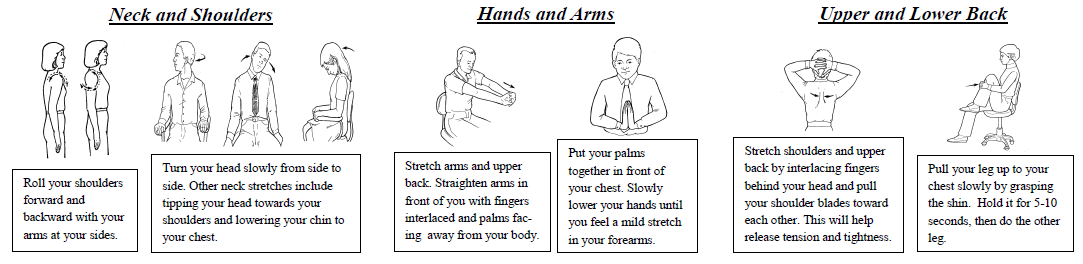 Neck and Shoulders
Roll your shoulders
forward and
backward with your
arms at your sides.
Turn your head slowly from side to
side. Other neck stretches include
tipping your head towards your
shoulders and lowering your chin to
your chest.
Hands and Arms
Stretch arms and upper
back. Straighten arms in
front of you with fingers
interlaced and palms fac-
ing away from your body.
Put your palms
together in front of
your chest. Slowly
lower your hands until
you feel a mild stretch
in your forearms.
Upper and Lower Back
Stretch shoulders and upper
back by interlacing fingers
behind your head and pull
your shoulder blades toward
each other. This will help
release tension and tightness.
Pull your leg up to your
chest slowly by grasping
the shin. Hold it for 5-10
seconds, then do the other
leg.